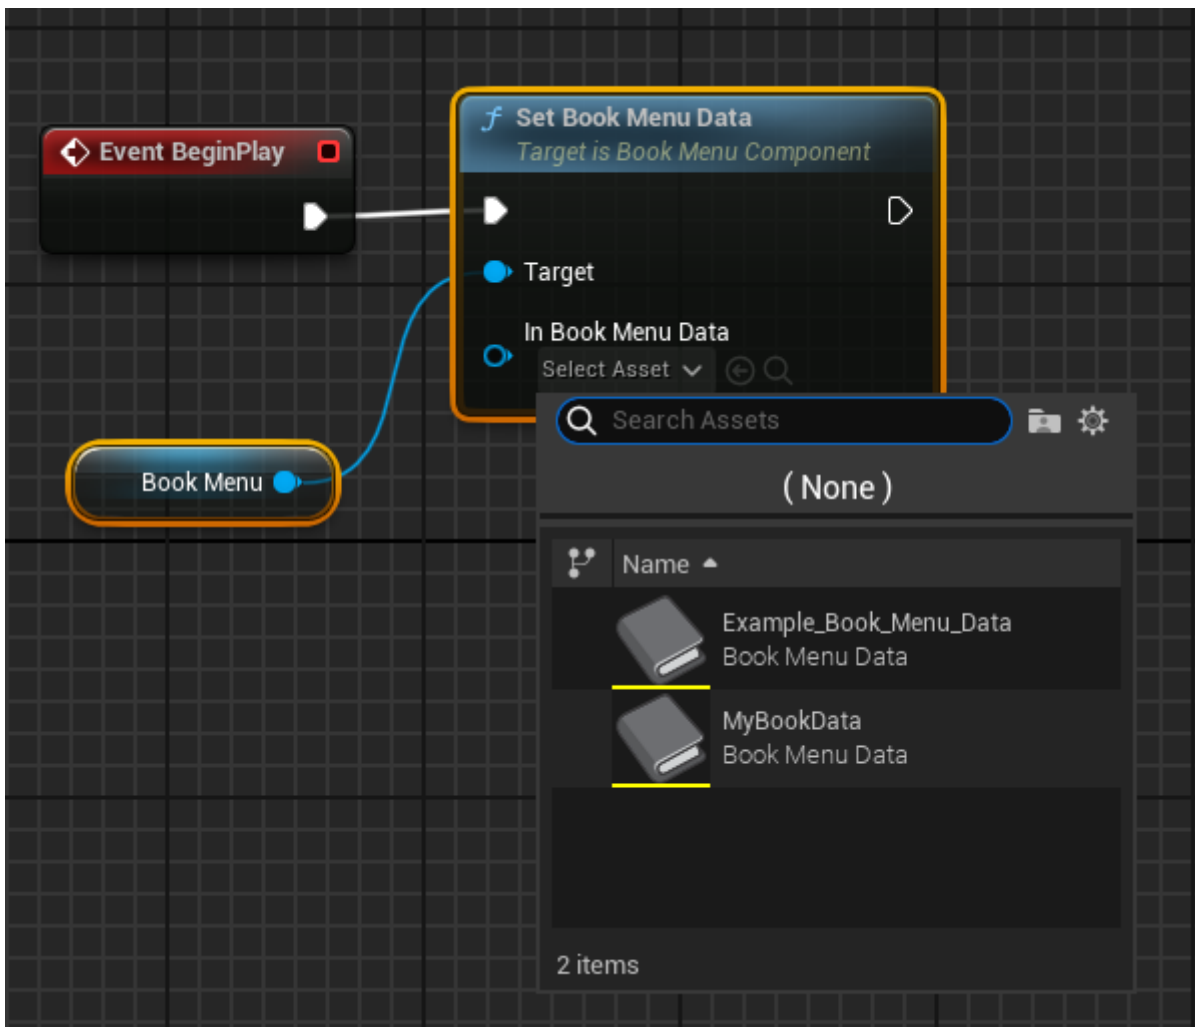 Event BeginPlay
f Set Book Menu Data
Target is Book Menu Component
Target
In Book Menu Data
Select Asset
Book Menu
Search Assets
(None)
Name
Example_Book_Menu_Data
Book Menu Data
MyBookData
Book Menu Data
2 items